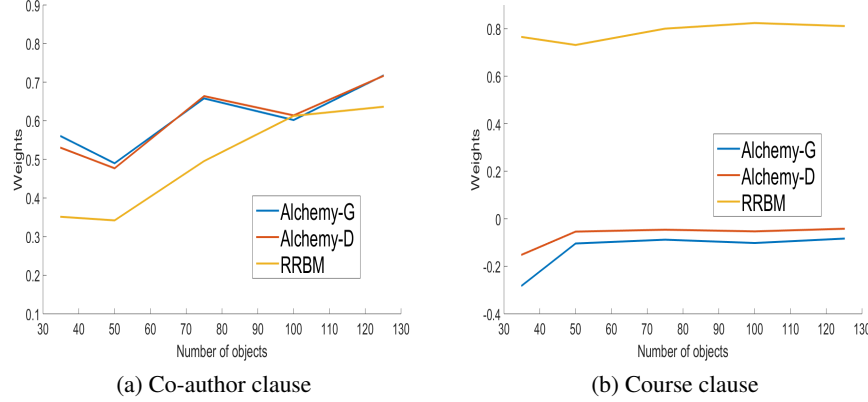 0.9
0.8
0.7
0.6
0.5
0.4
0.3
0.2
0.1
Weights
30 40 50 60 70 80 90 100 110 120 130
Number of objects
Alchemy-G
Alchemy-D
RRBM
(a) Co-author clause
0.8
0.6
0.4
0.2
0
-0.2
-0.4
Weights
30 40 50 60 70 80 90 100 110 120 130
Number of objects
Alchemy-G
Alchemy-D
RRBM
(b) Course clause